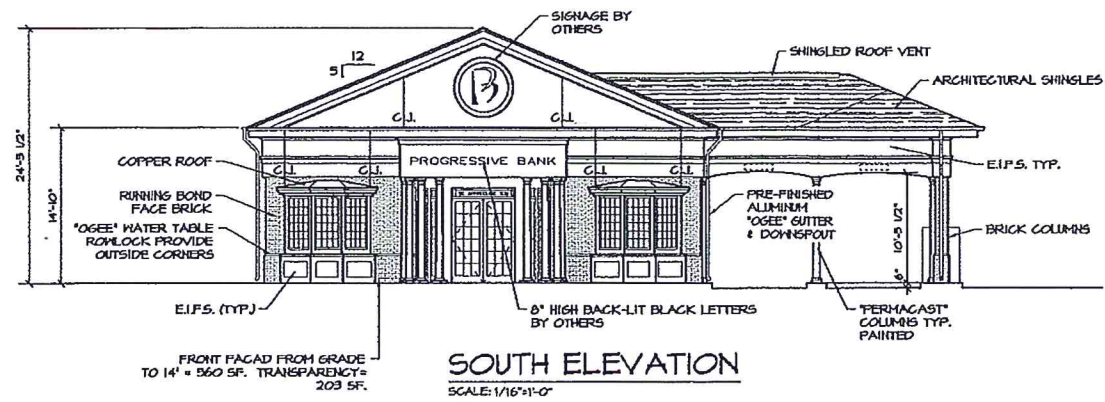 SIGNAGE BY
OTHERS
12
5
B
SHINGLED ROOF VENT
ARCHITECTURAL SHINGLES
C.J.
C.J.
24'-3 1/2"
14'-10"
COPPER ROOF
RUNNING BOND
FACE BRICK
"OGEE" WATER TABLE
ROWLOCK PROVIDE
OUTSIDE CORNERS
C.J.
C.J.
PROGRESSIVE BANK
C.J.
C.J.
E.I.F.S. TYP.
PRE-FINISHED
ALUMINUM
"OGEE" GUTTER
& DOWNSPOUT
10'-3 1/2"
6"
BRICK COLUMNS
E.I.F.S. (TYP.)
8" HIGH BACK-LIT BLACK LETTERS
BY OTHERS
"PERMACAST"
COLUMNS TYP.
PAINTED
FRONT FACAD FROM GRADE
TO 14' = 560 SF. TRANSPARENCY=
203 SF.
SOUTH ELEVATION
SCALE: 1/16"=1'-0"